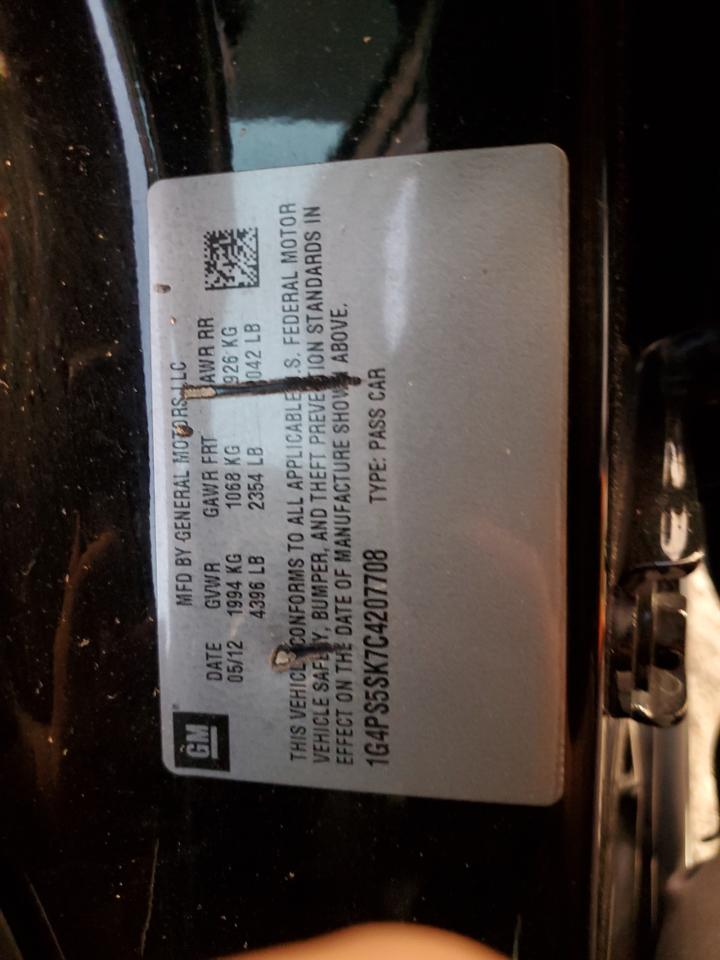 GM
MFD BY GENERAL MOTORS LLC
DATE GVWR GAWR FRT GAWR RR
05/12 1994 KG 1068 KG 926 KG
4396 LB 2354 LB 042 LB
THIS VEHICLE CONFORMS TO ALL APPLICABLE U.S. FEDERAL MOTOR
VEHICLE SAFETY, BUMPER, AND THEFT PREVENTION STANDARDS IN
EFFECT ON THE DATE OF MANUFACTURE SHOWN ABOVE.
1G4PS5SK7C4207708 TYPE: PASS CAR